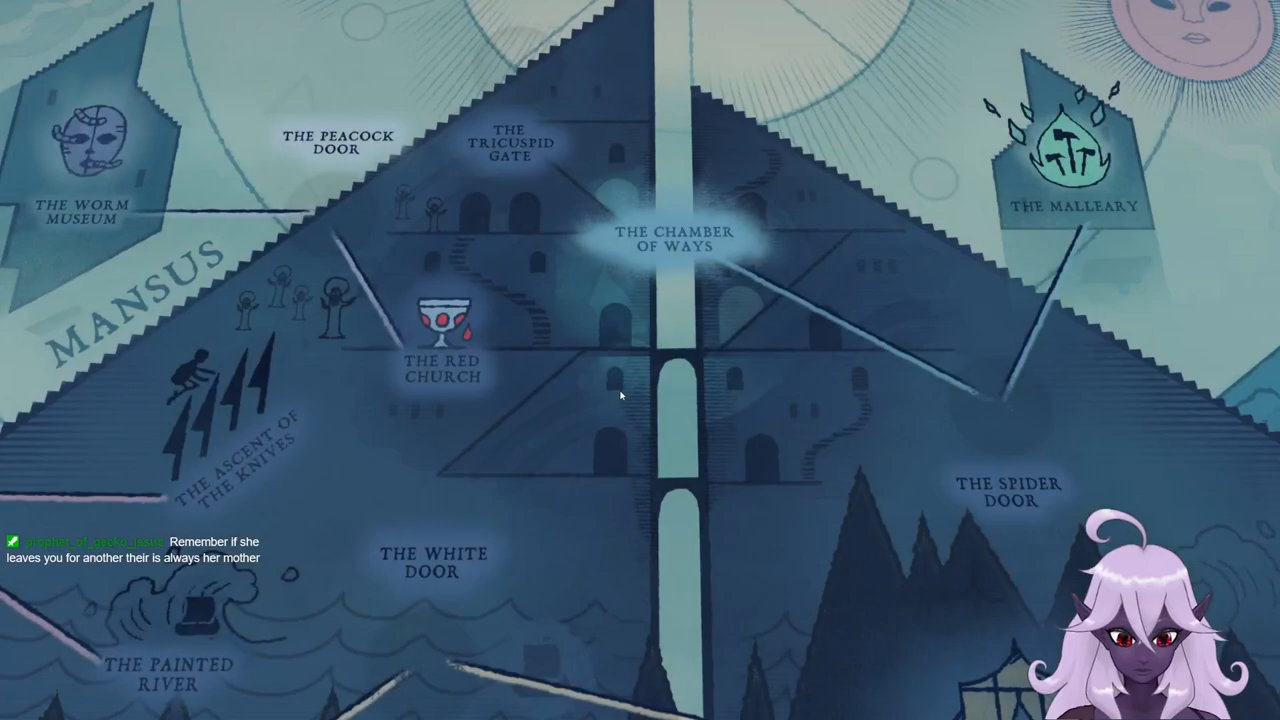 THE PEACOCK
DOOR
THE
TRICUSPID
GATE
THE WORM
MUSEUM
THE MALLEARY
THE CHAMBER
OF WAYS
MANSUS
THE RED
CHURCH
THE ASCENT OF
THE KNIVES
THE SPIDER
DOOR
prophet_of_gecko_jesus Remember if she
leaves you for another their is always her mother
THE WHITE
DOOR
THE PAINTED
RIVER